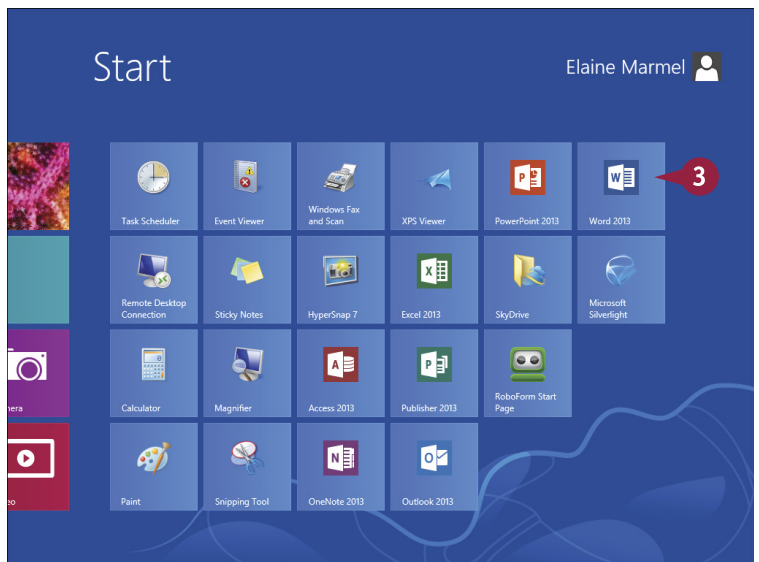 Start
Elaine Marmel
3
Task Scheduler
Event Viewer
Windows Fax
and Scan
XPS Viewer
PowerPoint 2013
Word 2013
Remote Desktop
Connection
Sticky Notes
HyperSnap 7
Excel 2013
SkyDrive
Microsoft
Silverlight
nera
Calculator
Magnifier
Access 2013
Publisher 2013
RoboForm Start
Page
eo
Paint
Snipping Tool
OneNote 2013
Outlook 2013